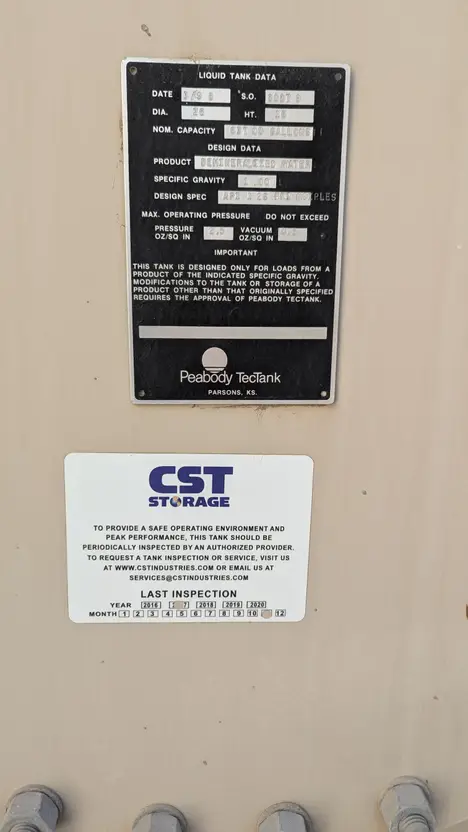 LIQUID TANK DATA
DATE S.O.
DIA. HT.
NOM. CAPACITY GALLONS
DESIGN DATA
PRODUCT DEMINERALIZED WATER
SPECIFIC GRAVITY 1.00
DESIGN SPEC API
MAX. OPERATING PRESSURE DO NOT EXCEED
PRESSURE OZ/SQ IN VACUUM OZ/SQ IN
IMPORTANT
THIS TANK IS DESIGNED ONLY FOR LOADS FROM A
PRODUCT OF THE INDICATED SPECIFIC GRAVITY.
MODIFICATIONS TO THE TANK OR STORAGE OF A
PRODUCT OTHER THAN THAT ORIGINALLY SPECIFIED
REQUIRES THE APPROVAL OF PEABODY TECTANK.
Peabody TecTank
PARSONS, KS.
CST
STORAGE
TO PROVIDE A SAFE OPERATING ENVIRONMENT AND
PEAK PERFORMANCE, THIS TANK SHOULD BE
PERIODICALLY INSPECTED BY AN AUTHORIZED PROVIDER.
TO REQUEST A TANK INSPECTION OR SERVICE, VISIT US
AT WWW.CSTINDUSTRIES.COM OR EMAIL US AT
SERVICES@CSTINDUSTRIES.COM
LAST INSPECTION
YEAR 2016 2018 2019 2020
MONTH 1 2 3 4 5 6 7 8 9 10 12